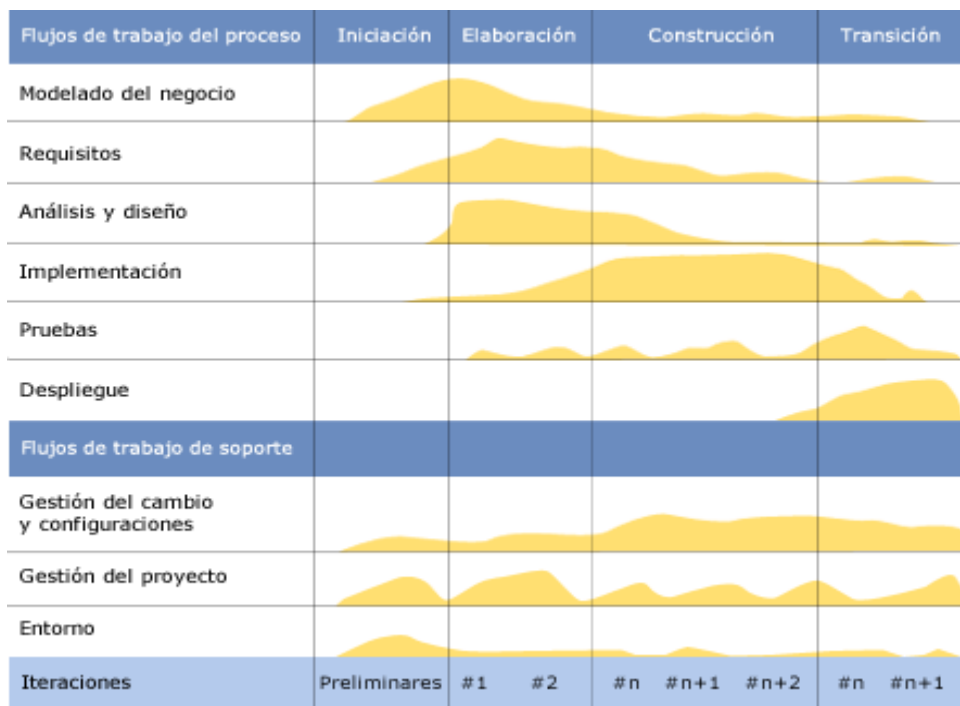 Flujos de trabajo del proceso Iniciación Elaboración Construcción Transición
Modelado del negocio
Requisitos
Análisis y diseño
Implementación
Pruebas
Despliegue
Flujos de trabajo de soporte
Gestión del cambio
y configuraciones
Gestión del proyecto
Entorno
Iteraciones Preliminares #1 #2 #n #n+1 #n+2 #n #n+1